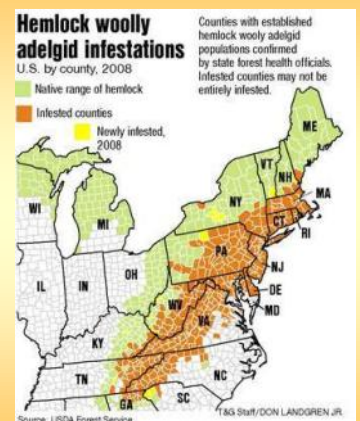 Hemlock woolly
adelgid infestations
U.S. by county, 2008
Native range of hemlock
Infested counties
Newly infested,
2008
Counties with established
hemlock wooly adelgid
populations confirmed
by state forest health officials.
Infested counties may not be
entirely infested.
ME
VT
NH
MA
NY
WI
MI
CT
RI
PA
NJ
IL
IN
OH
DE
WV
MD
VA
KY
NC
TN
SC
GA
T&G Staff/DON LANDGREN JR.
Source: USDA Forest Service